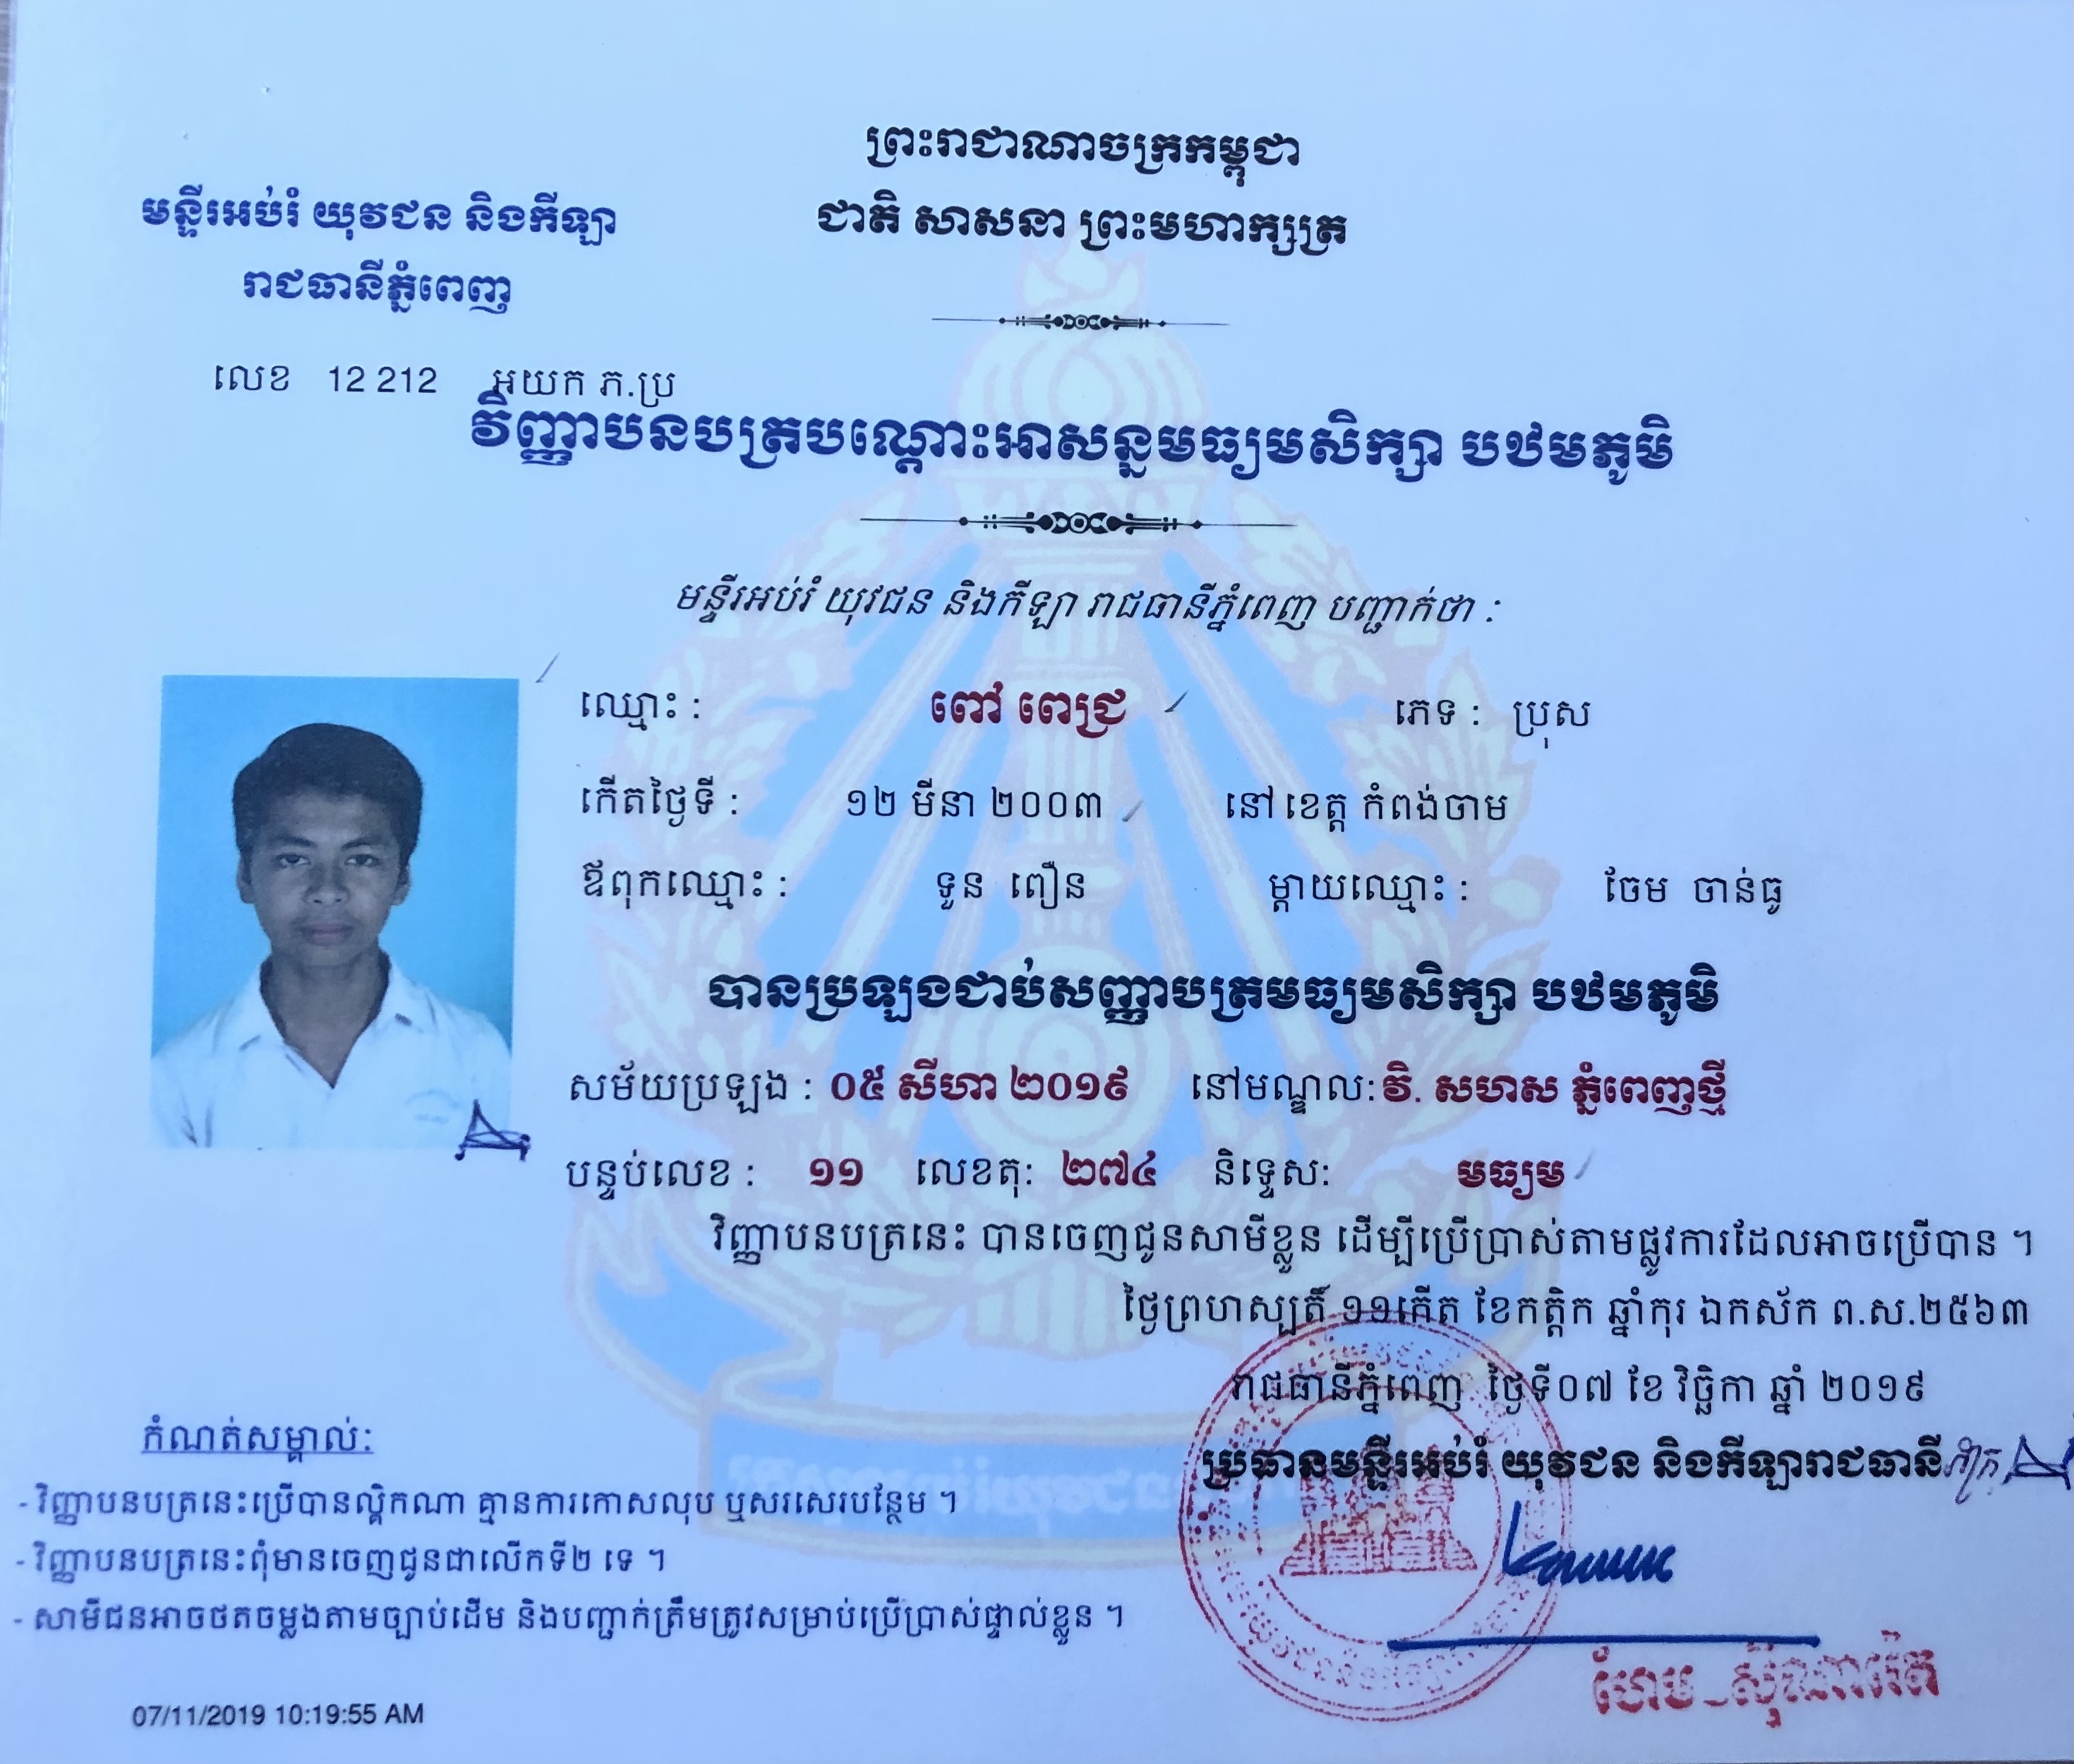 ព្រះរាជាណាចក្រកម្ពុជា
ជាតិ សាសនា ព្រះមហាក្សត្រ
មន្ទីរអប់រំ យុវជន និងកីឡា
រាជធានីភ្នំពេញ
លេខ 12 212 អយក ភ.ប្រ
វិញ្ញាបនបត្របណ្ដោះអាសន្នមធ្យមសិក្សា បឋមភូមិ
មន្ទីរអប់រំ យុវជន និងកីឡា រាជធានីភ្នំពេញ បញ្ជាក់ថា :
ឈ្មោះ : ពៅ ពេជ្រ ភេទ : ប្រុស
កើតថ្ងៃទី : ១២ មីនា ២០០៣ នៅ ខេត្ត កំពង់ចាម
ឪពុកឈ្មោះ : ទួន ពឿន ម្ដាយឈ្មោះ : ចែម ចាន់ធូ
បានប្រឡងជាប់សញ្ញាបត្រមធ្យមសិក្សា បឋមភូមិ
សម័យប្រឡង : ០៥ សីហា ២០១៩ នៅមណ្ឌល: វិ. សហស ភ្នំពេញថ្មី
បន្ទប់លេខ : ១១ លេខតុ: ២៧៤ និទ្ទេស: មធ្យម
វិញ្ញាបនបត្រនេះ បានចេញជូនសាមីខ្លួន ដើម្បីប្រើប្រាស់តាមផ្លូវការដែលអាចប្រើបាន ។
ថ្ងៃព្រហស្បតិ៍ ១១កើត ខែកត្តិក ឆ្នាំកុរ ឯកស័ក ព.ស.២៥៦៣
រាជធានីភ្នំពេញ ថ្ងៃទី០៧ ខែ វិច្ឆិកា ឆ្នាំ ២០១៩
ប្រធានមន្ទីរអប់រំ យុវជន និងកីឡារាជធានី
ហែម ស៊ីណារ៉េត
កំណត់សម្គាល់:
- វិញ្ញាបនបត្រនេះប្រើបានល្គិកណា គ្មានការកោសលុប ឬសរសេរបន្ថែម ។
- វិញ្ញាបនបត្រនេះពុំមានចេញជូនជាលើកទី២ ទេ ។
- សាមីជនអាចថតចម្លងតាមច្បាប់ដើម និងបញ្ជាក់ត្រឹមត្រូវសម្រាប់ប្រើប្រាស់ផ្ទាល់ខ្លួន ។
07/11/2019 10:19:55 AM